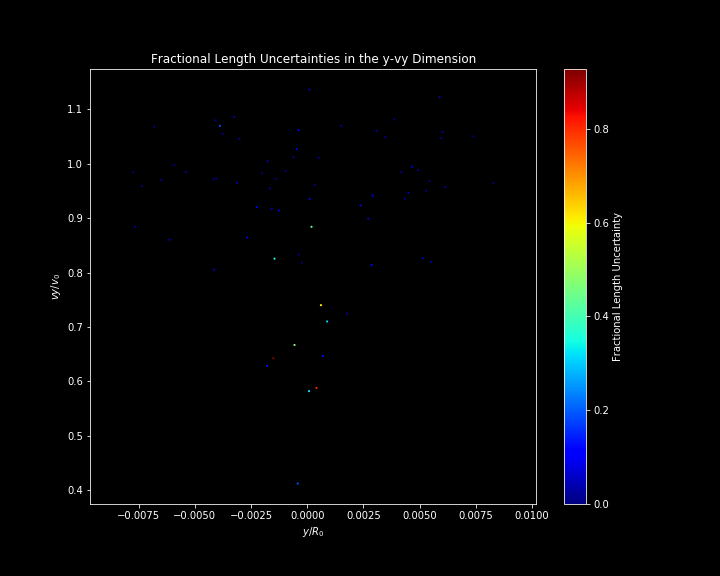 Fractional Length Uncertainties in the y-vy Dimension
1.1
1.0
0.9
0.8
0.7
0.6
0.5
0.4
vy/v₀
−0.0075 −0.0050 −0.0025 0.0000 0.0025 0.0050 0.0075 0.0100
y/R₀
0.8
0.6
0.4
0.2
0.0
Fractional Length Uncertainty